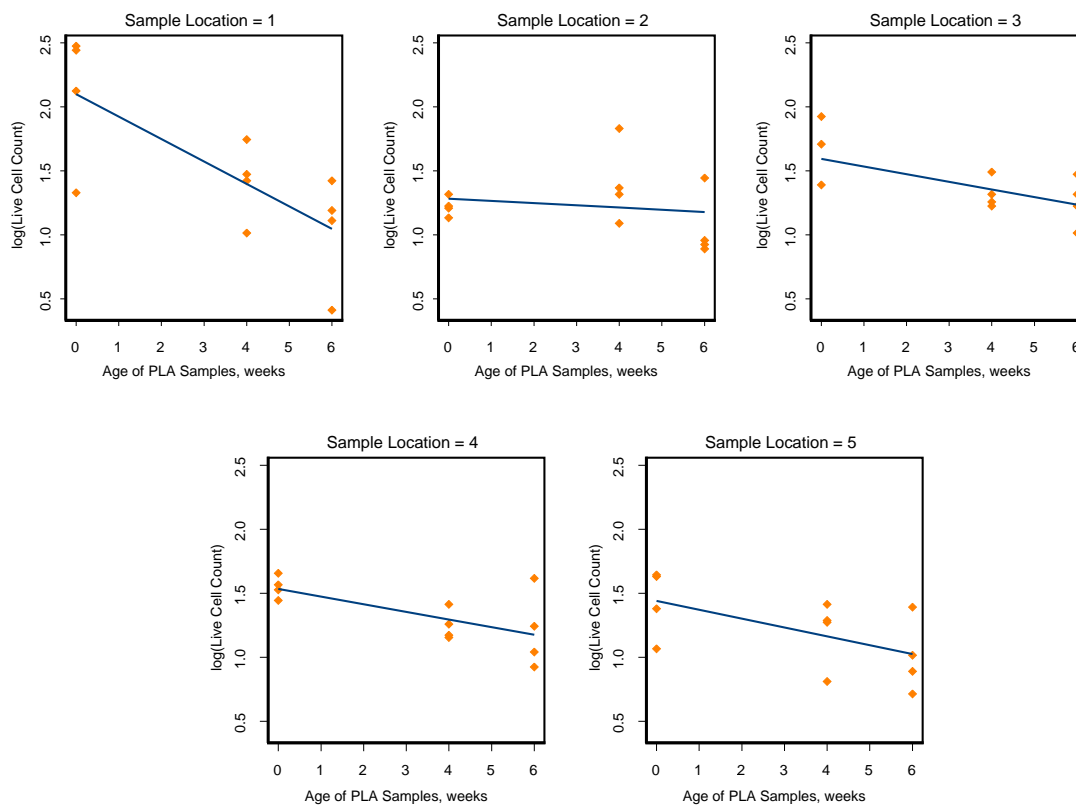 Sample Location = 1
log(Live Cell Count)
2.5
2.0
1.5
1.0
0.5
0 1 2 3 4 5 6
Age of PLA Samples, weeks
Sample Location = 2
log(Live Cell Count)
2.5
2.0
1.5
1.0
0.5
0 1 2 3 4 5 6
Age of PLA Samples, weeks
Sample Location = 3
log(Live Cell Count)
2.5
2.0
1.5
1.0
0.5
0 1 2 3 4 5 6
Age of PLA Samples, weeks
Sample Location = 4
log(Live Cell Count)
2.5
2.0
1.5
1.0
0.5
0 1 2 3 4 5 6
Age of PLA Samples, weeks
Sample Location = 5
log(Live Cell Count)
2.5
2.0
1.5
1.0
0.5
0 1 2 3 4 5 6
Age of PLA Samples, weeks